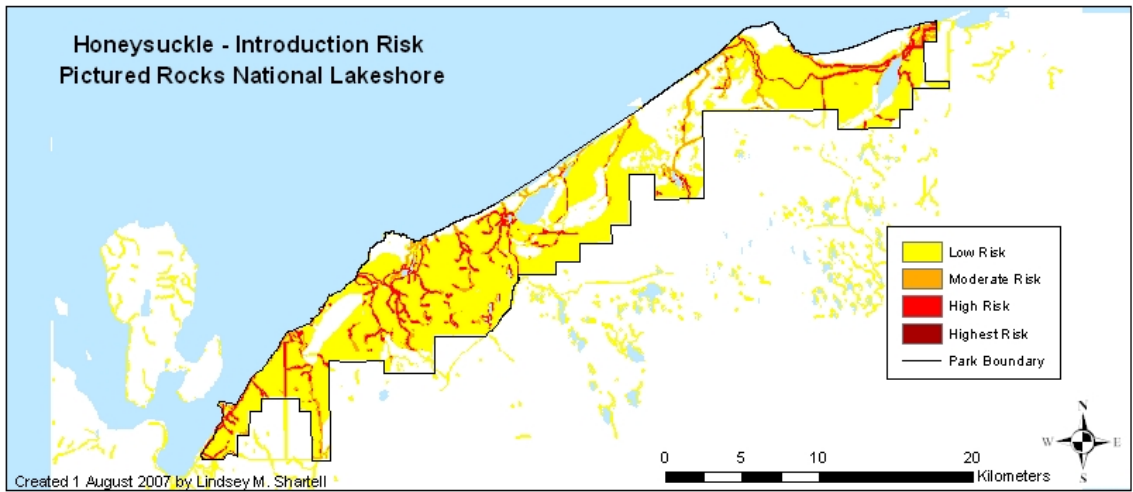 Honeysuckle - Introduction Risk
Pictured Rocks National Lakeshore
Low Risk
Moderate Risk
High Risk
Highest Risk
Park Boundary
N
W E
S
0 5 10 20
Kilometers
Created 1 August 2007 by Lindsey M. Shartell